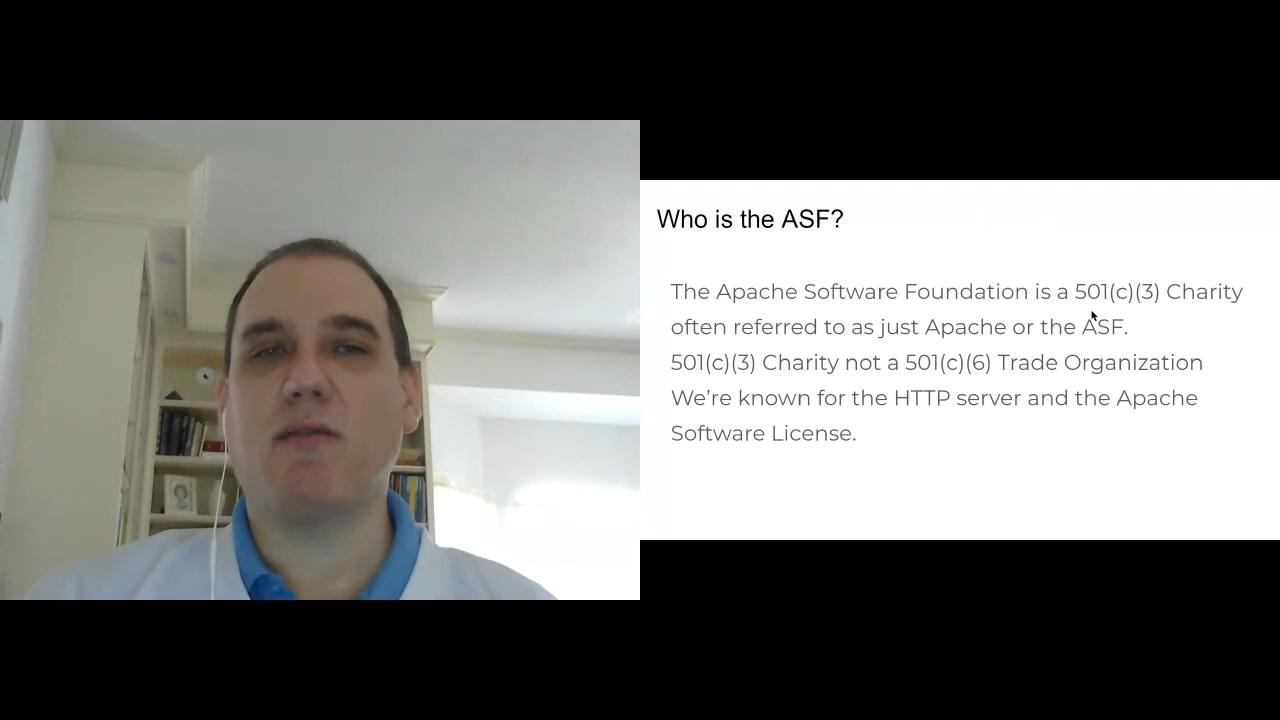 Who is the ASF?
The Apache Software Foundation is a 501(c)(3) Charity
often referred to as just Apache or the ASF.
501(c)(3) Charity not a 501(c)(6) Trade Organization
We’re known for the HTTP server and the Apache
Software License.